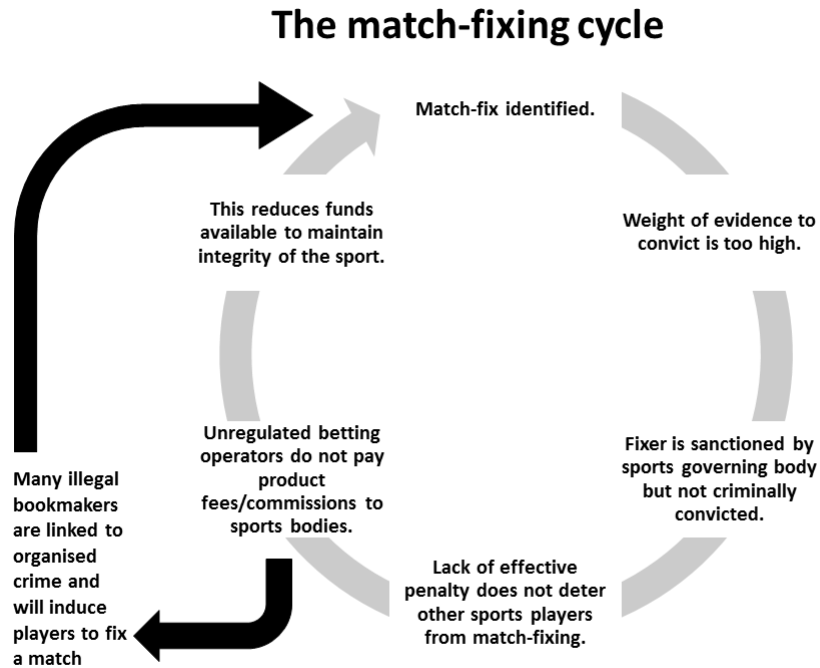 The match-fixing cycle
Match-fix identified.
Weight of evidence to
convict is too high.
Fixer is sanctioned by
sports governing body
but not criminally
convicted.
Lack of effective
penalty does not deter
other sports players
from match-fixing.
Unregulated betting
operators do not pay
product
fees/commissions to
sports bodies.
This reduces funds
available to maintain
integrity of the sport.
Many illegal
bookmakers
are linked to
organised
crime and
will induce
players to fix
a match